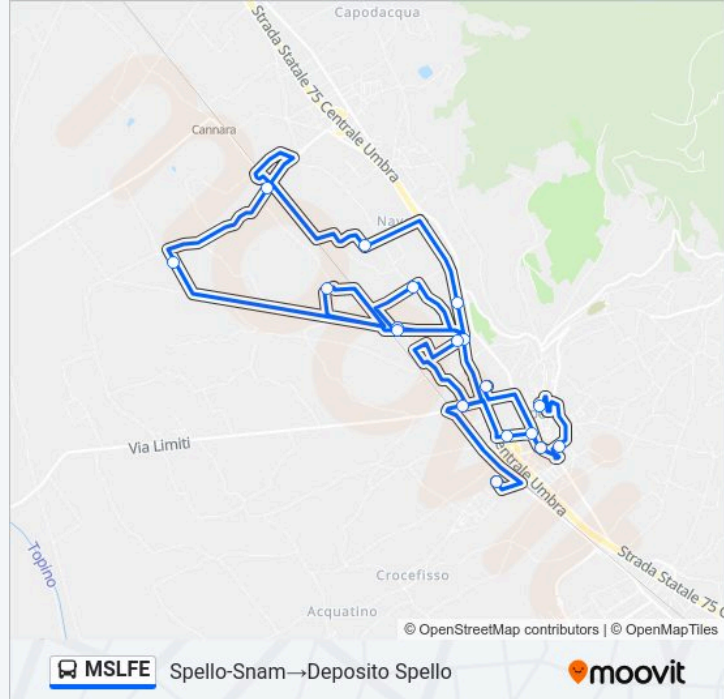 Capodacqua
Strada Statale 75 Centrale Umbra
Cannara
Via Limiti
Centrale Umbra
Strada Statale 75 C
Topino
Crocefisso
Acquatino
© OpenStreetMap contributors | © OpenMapTiles
MSLFE Spello-Snam→Deposito Spello
moovit